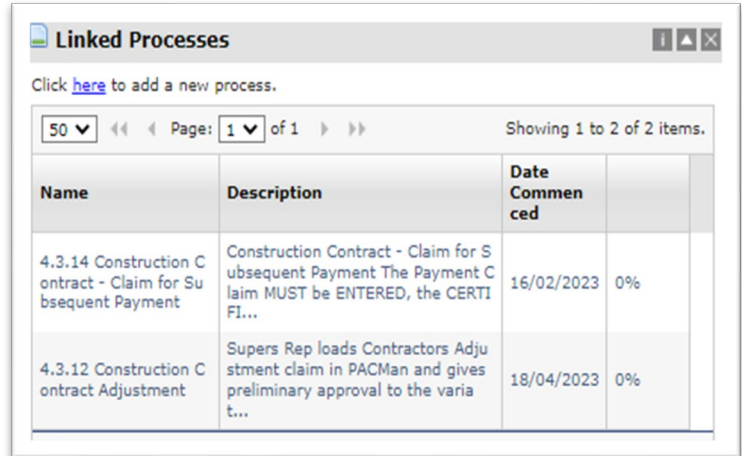 Linked Processes
Click here to add a new process.
50 Page: 1 of 1 Showing 1 to 2 of 2 items.
Name Description Date
Commen
ced
4.3.14 Construction C
ontract - Claim for Su
bsequent Payment
Construction Contract - Claim for S
ubsequent Payment The Payment C
laim MUST be ENTERED, the CERTI
FI...
16/02/2023 0%
4.3.12 Construction C
ontract Adjustment
Supers Rep loads Contractors Adju
stment claim in PACMan and gives
preliminary approval to the varia
t...
18/04/2023 0%